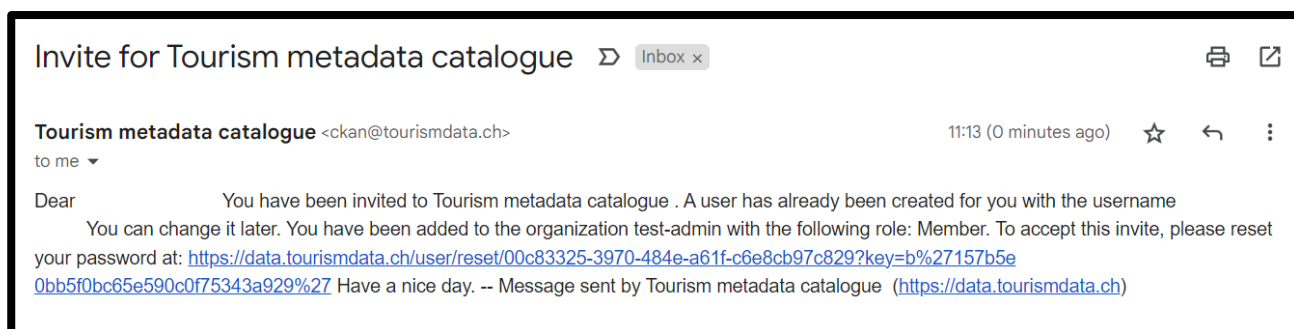 Invite for Tourism metadata catalogue Inbox x
Tourism metadata catalogue <ckan@tourismdata.ch> 11:13 (0 minutes ago)
to me
Dear You have been invited to Tourism metadata catalogue . A user has already been created for you with the username
You can change it later. You have been added to the organization test-admin with the following role: Member. To accept this invite, please reset
your password at: https://data.tourismdata.ch/user/reset/00c83325-3970-484e-a61f-c6e8cb97c829?key=b%27157b5e
0bb5f0bc65e590c0f75343a929%27 Have a nice day. -- Message sent by Tourism metadata catalogue (https://data.tourismdata.ch)